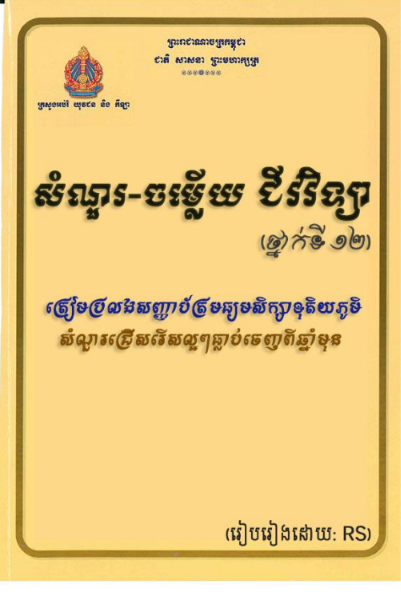 ព្រះរាជាណាចក្រកម្ពុជា
ជាតិ សាសនា ព្រះមហាក្សត្រ
ក្រសួងអប់រំ យុវជន និង កីឡា
សំណួរ-ចម្លើយ ជីវវិទ្យា
(ថ្នាក់ទី ១២)
ត្រៀមប្រលងសញ្ញាប័ត្រមធ្យមសិក្សាទុតិយភូមិ
សំណួរជ្រើសរើសល្អៗធ្លាប់ចេញពីឆ្នាំមុន
(រៀបរៀងដោយ: RS)